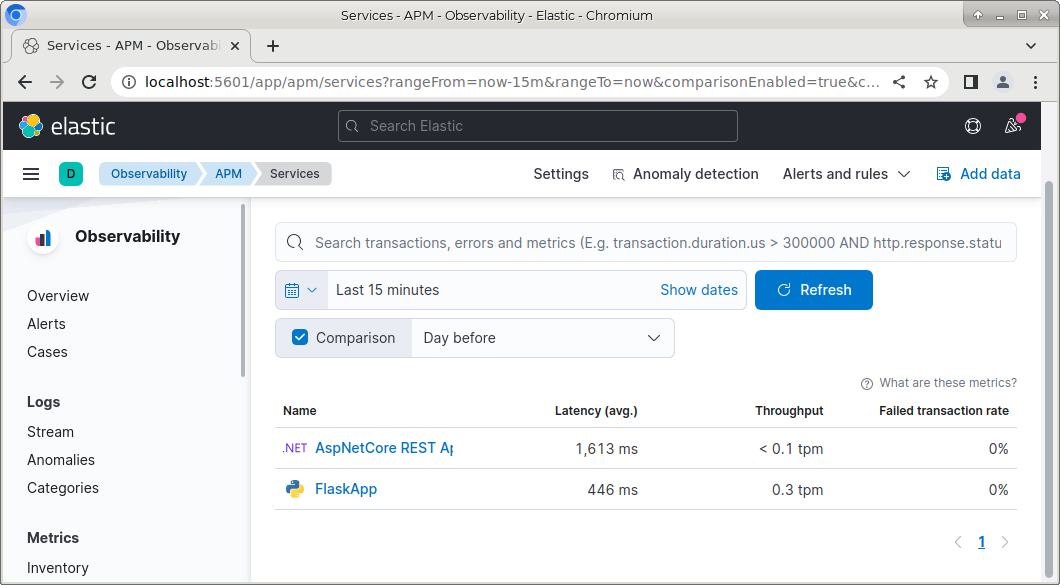 Services - APM - Observability - Elastic - Chromium
Services - APM - Observabi
localhost:5601/app/apm/services?rangeFrom=now-15m&rangeTo=now&comparisonEnabled=true&c...
elastic
Search Elastic
D
Observability
APM
Services
Settings
Anomaly detection
Alerts and rules
Add data
Observability
Overview
Alerts
Cases
Logs
Stream
Anomalies
Categories
Metrics
Inventory
Search transactions, errors and metrics (E.g. transaction.duration.us > 300000 AND http.response.statu
Last 15 minutes
Show dates
Refresh
Comparison
Day before
What are these metrics?
Name Latency (avg.) Throughput Failed transaction rate
.NET AspNetCore REST Ap 1,613 ms < 0.1 tpm 0%
FlaskApp 446 ms 0.3 tpm 0%
1